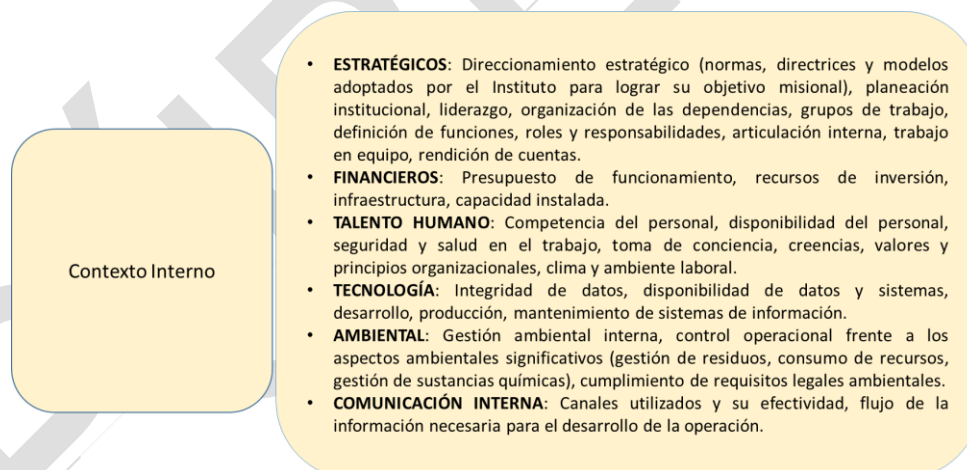 Contexto Interno
• ESTRATÉGICOS: Direccionamiento estratégico (normas, directrices y modelos
adoptados por el Instituto para lograr su objetivo misional), planeación
institucional, liderazgo, organización de las dependencias, grupos de trabajo,
definición de funciones, roles y responsabilidades, articulación interna, trabajo
en equipo, rendición de cuentas.
• FINANCIEROS: Presupuesto de funcionamiento, recursos de inversión,
infraestructura, capacidad instalada.
• TALENTO HUMANO: Competencia del personal, disponibilidad del personal,
seguridad y salud en el trabajo, toma de conciencia, creencias, valores y
principios organizacionales, clima y ambiente laboral.
• TECNOLOGÍA: Integridad de datos, disponibilidad de datos y sistemas,
desarrollo, producción, mantenimiento de sistemas de información.
• AMBIENTAL: Gestión ambiental interna, control operacional frente a los
aspectos ambientales significativos (gestión de residuos, consumo de recursos,
gestión de sustancias químicas), cumplimiento de requisitos legales ambientales.
• COMUNICACIÓN INTERNA: Canales utilizados y su efectividad, flujo de la
información necesaria para el desarrollo de la operación.